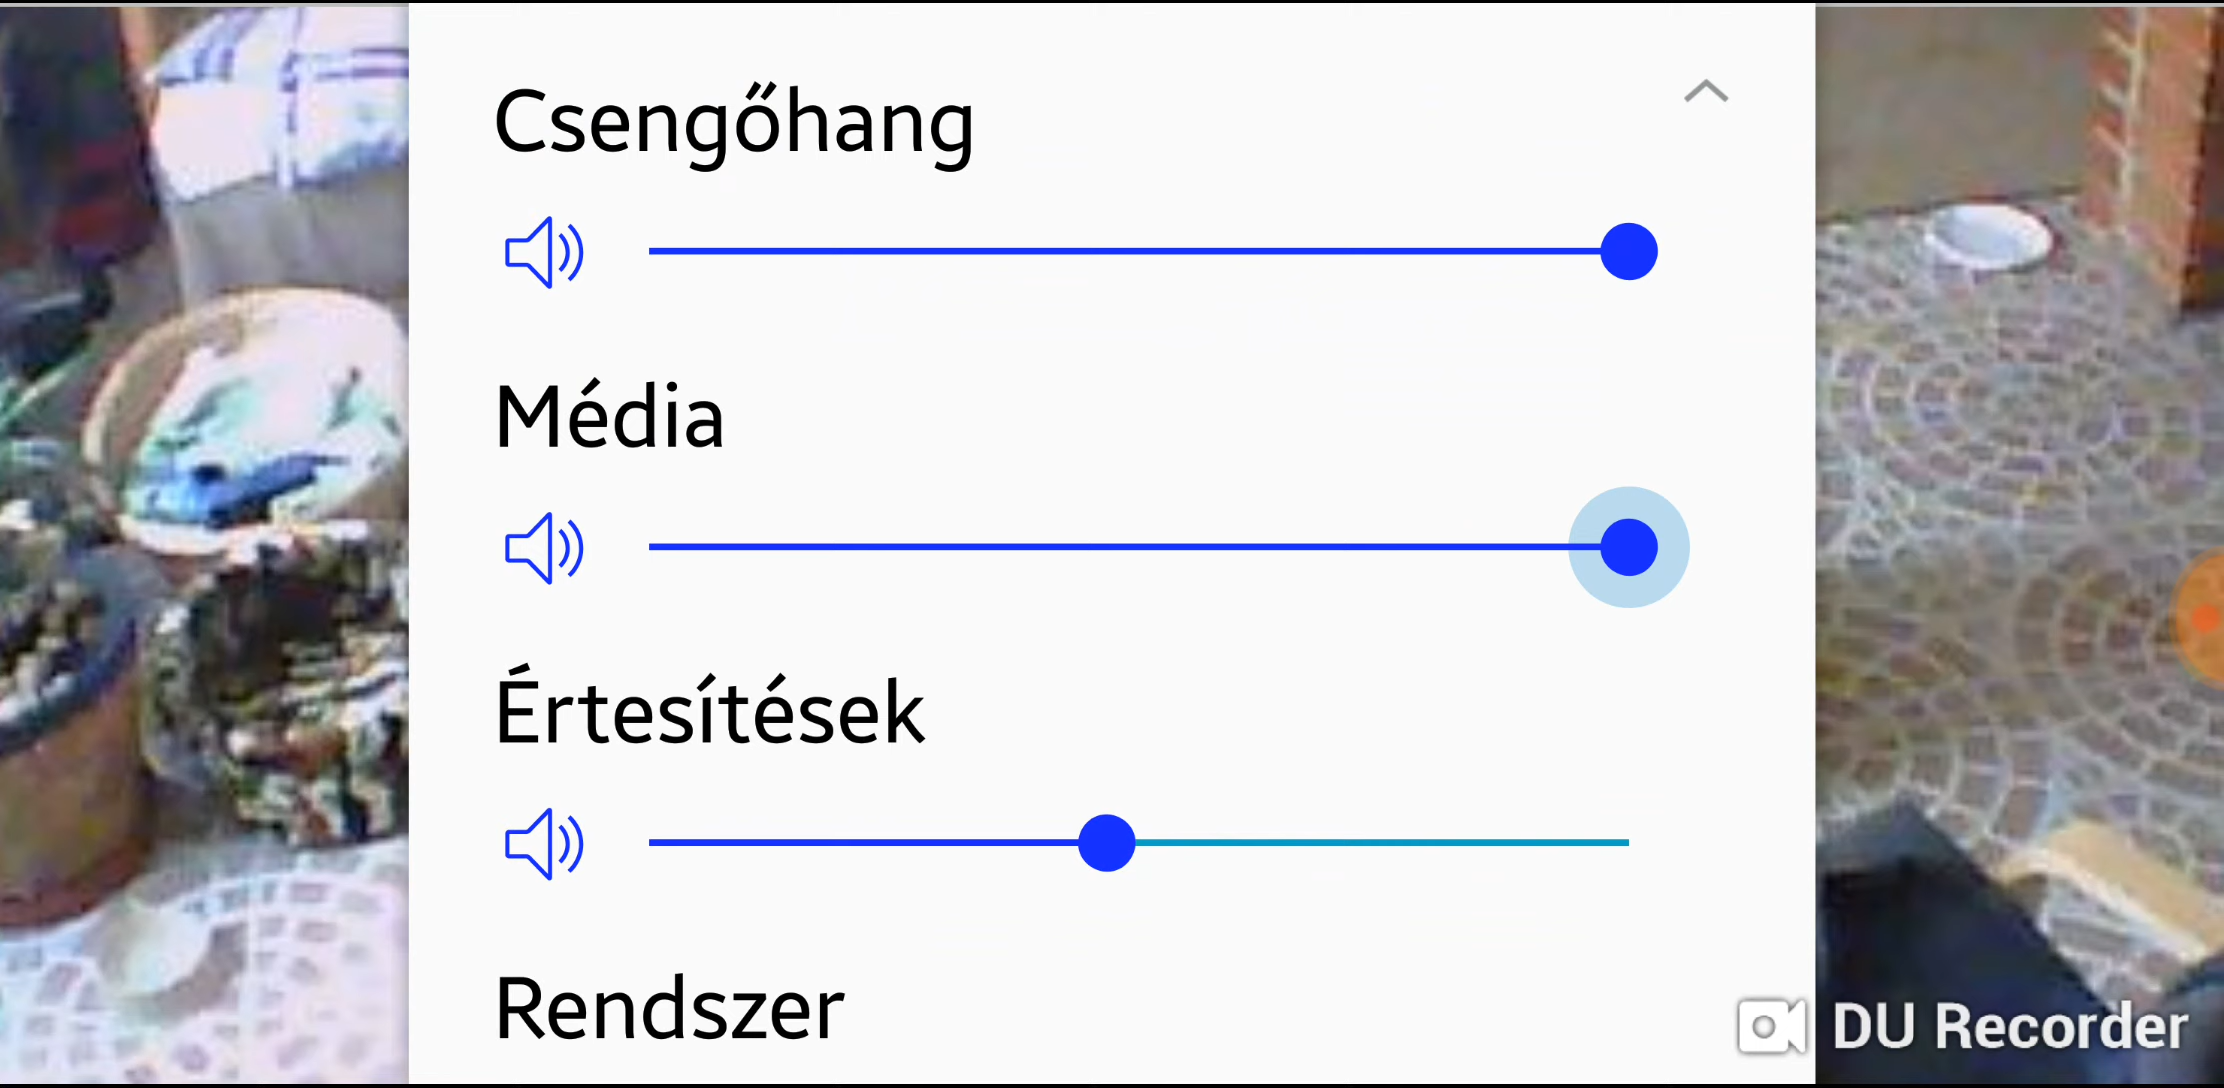 Csengőhang
Média
Értesítések
Rendszer
DU Recorder